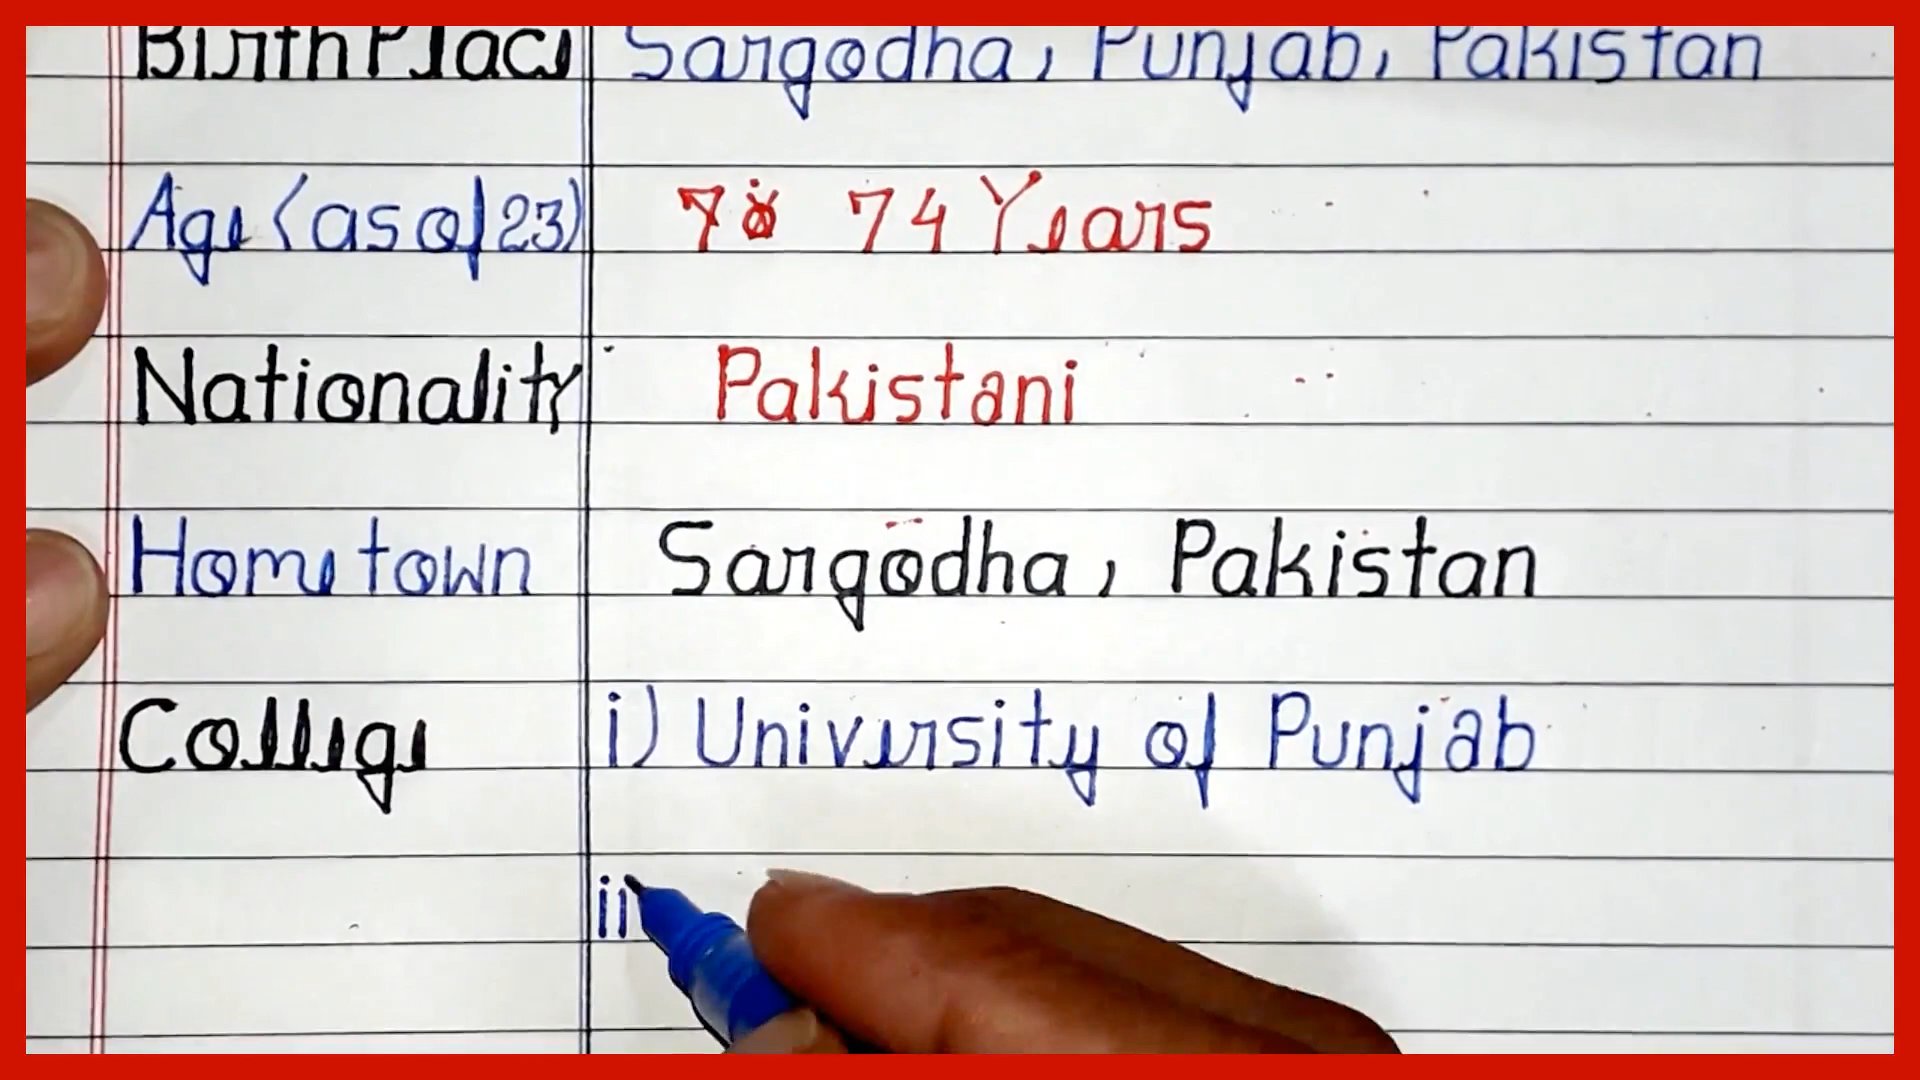 Birth Place Sargodha, Punjab, Pakistan
Age (as of 23) 74 Years
Nationality Pakistani
Hometown Sargodha, Pakistan
College i) University of Punjab
ii